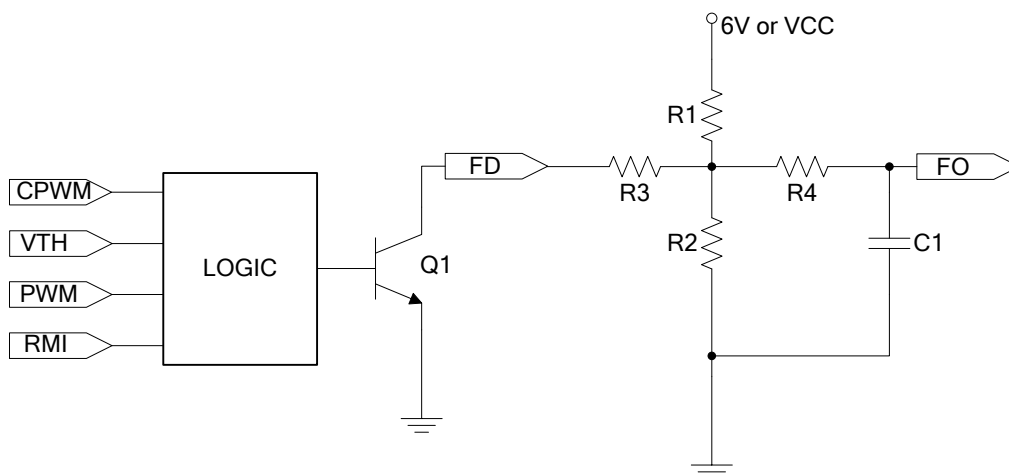 6V or VCC
R1
FD
FO
CPWM
R3
R4
VTH
R2
C1
LOGIC
Q1
PWM
RMI